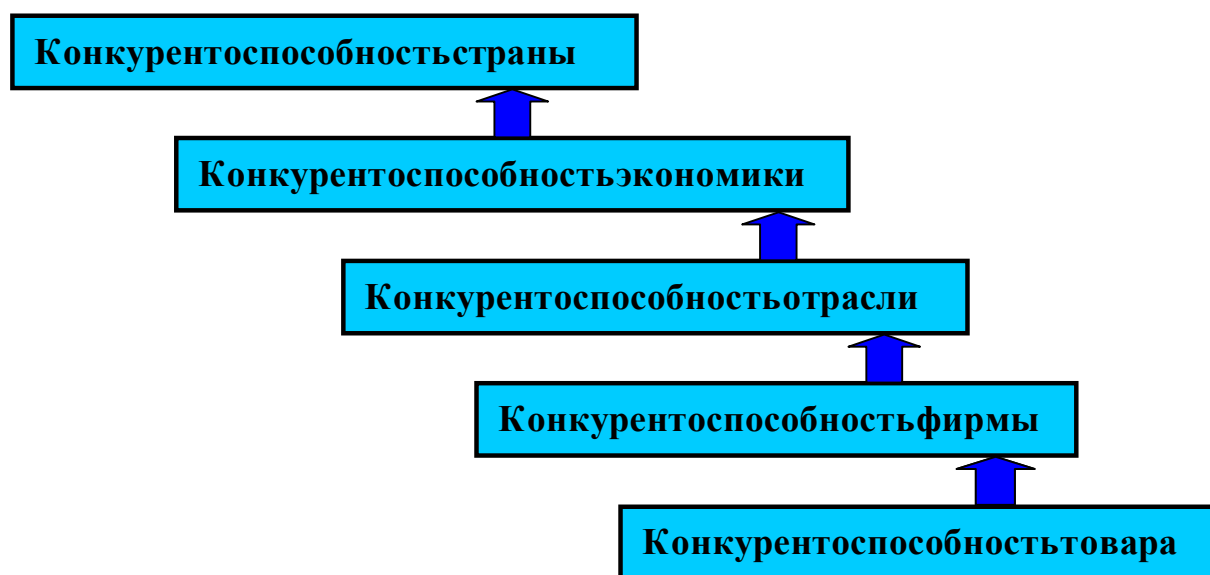 Конкурентоспособностьстраны
Конкурентоспособностьэкономики
Конкурентоспособностьотрасли
Конкурентоспособностьфирмы
Конкурентоспособностьтовара